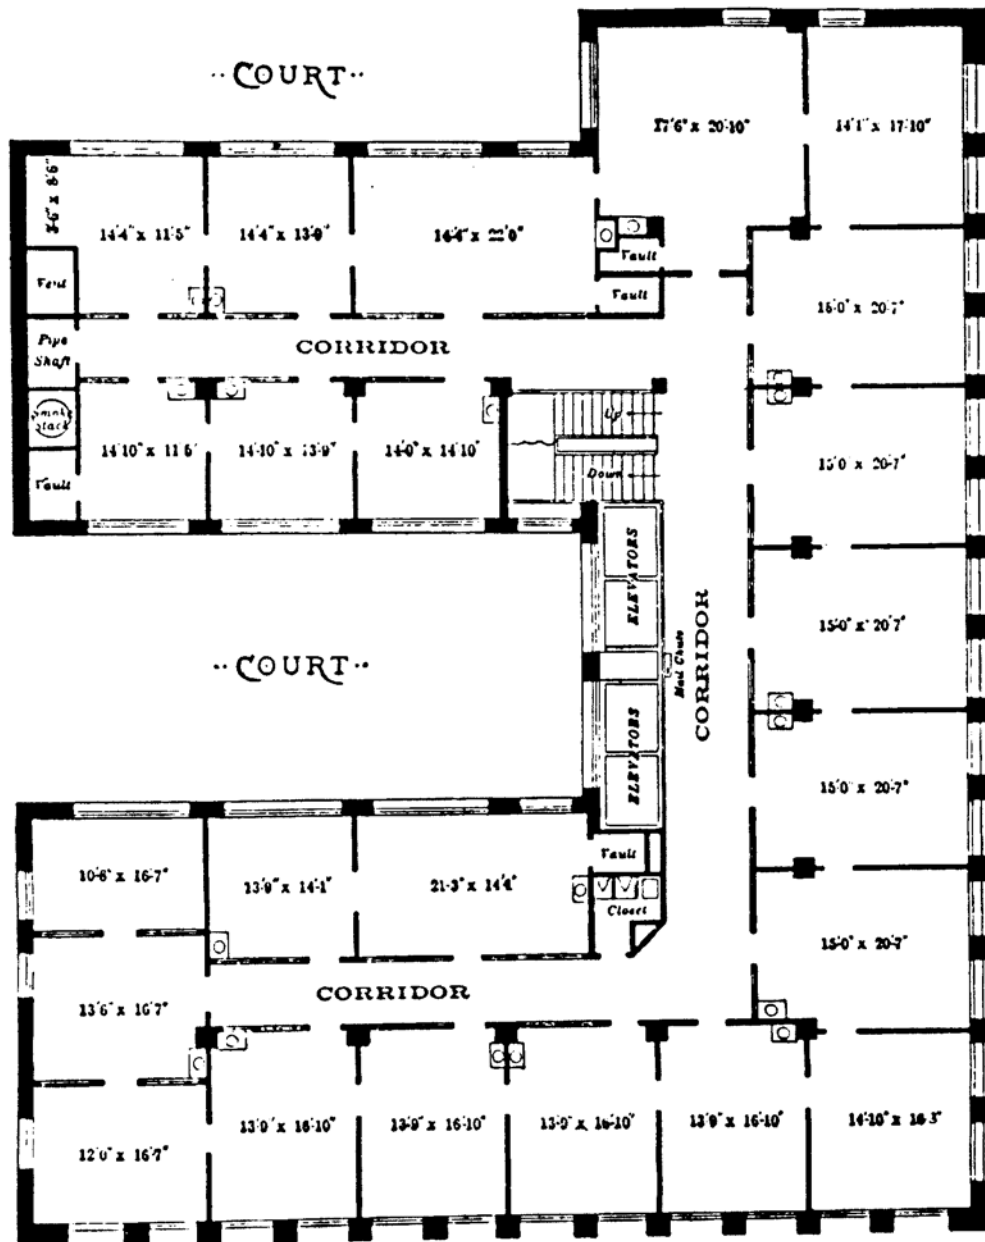 ·· COURT ··
17'6" x 20'-10"
14'1" x 17'-10"
8'6"
14'-4" x 11'-5"
14'-4" x 13'-9"
14'-4" x 22'0"
Vault
Vent
Vault
15'-0" x 20'-7"
Pipe
Shaft
CORRIDOR
Smoke
Stack
Up
14'10" x 11'5"
14'-10" x 13'-9"
14'-0" x 14'10"
15'0" x 20'-7"
Down
Vault
ELEVATORS
15'-0" x 20'-7"
CORRIDOR
Mail Chute
·· COURT ··
ELEVATORS
15'0" x 20'-7"
10'-6" x 16'-7"
13'-9" x 14'-1"
21'-3" x 14'-4"
Vault
Closet
15'-0" x 20'-7"
CORRIDOR
13'6" x 16'7"
13'9" x 16'-10"
13'-9" x 16'-10"
13'-9" x 16'-10"
13'9" x 16'-10"
14'-10" x 16'-3"
12'0" x 16'-7"